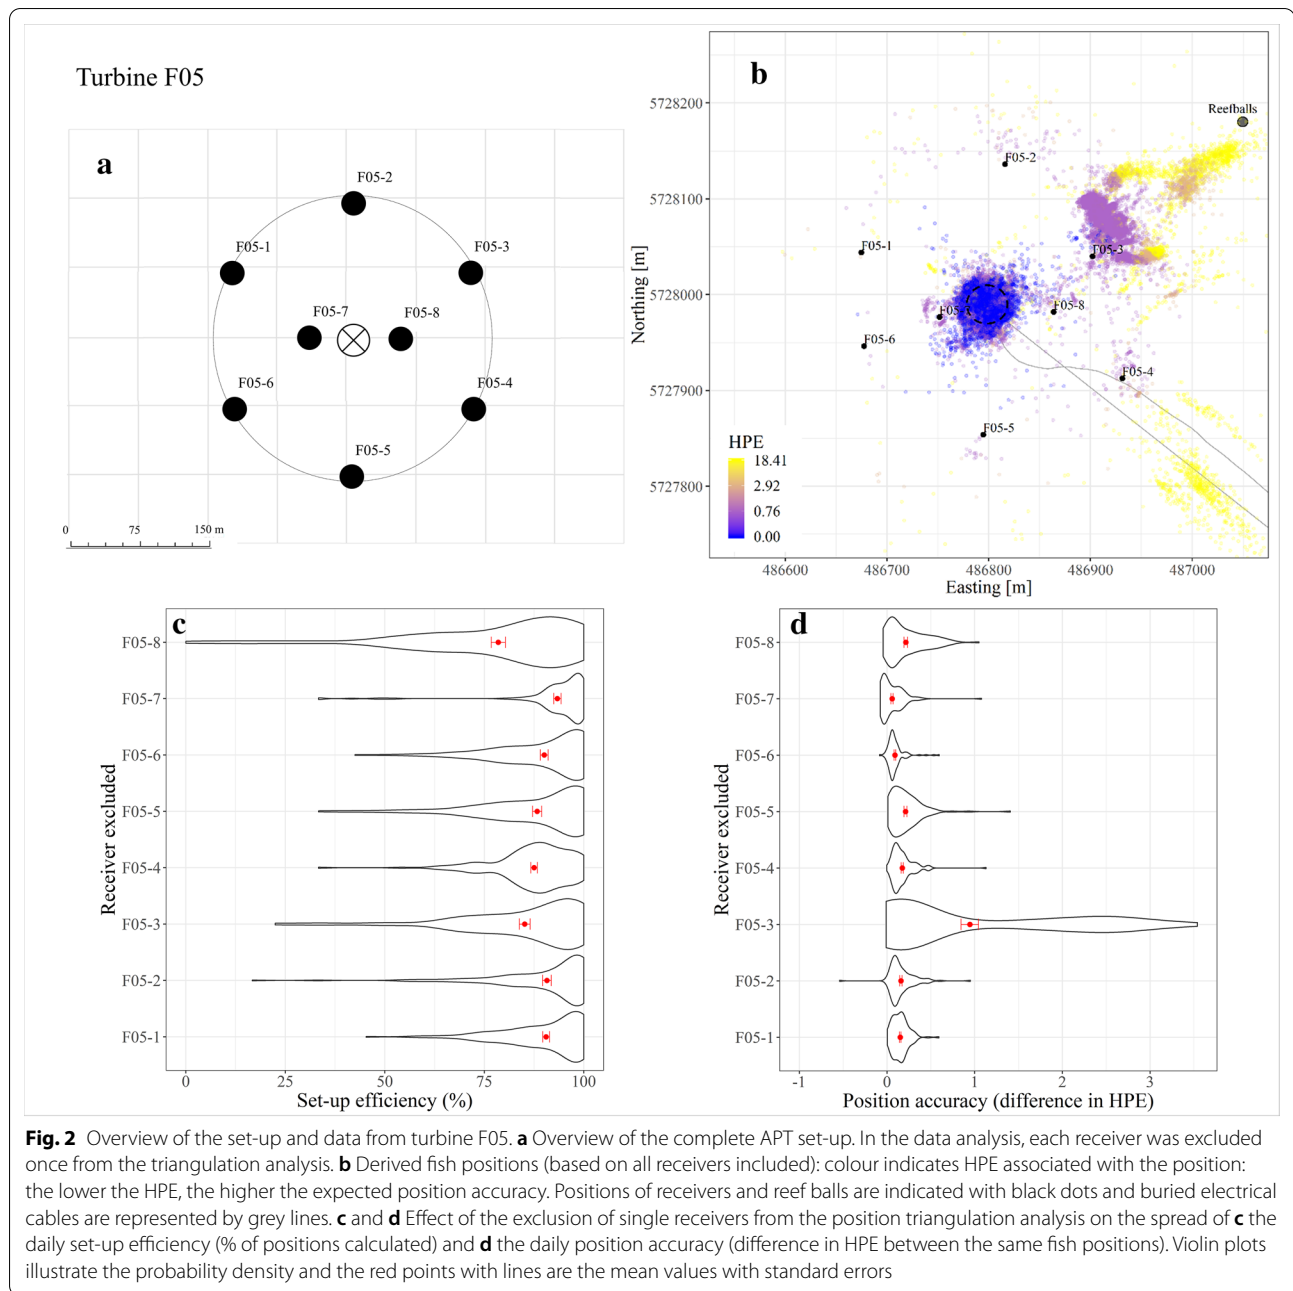 Turbine F05
a
F05-2
F05-1
F05-3
F05-7
F05-8
F05-6
F05-4
F05-5
0 75 150 m
b
5728200
5728100
5728000
5727900
5727800
Northing [m]
Reefballs
F05-2
F05-1
F05-3
F05-8
F05-6
F05-4
F05-5
HPE
18.41
2.92
0.76
0.00
486600 486700 486800 486900 487000
Easting [m]
c
Receiver excluded
F05-8
F05-7
F05-6
F05-5
F05-4
F05-3
F05-2
F05-1
0 25 50 75 100
Set-up efficiency (%)
d
Receiver excluded
F05-8
F05-7
F05-6
F05-5
F05-4
F05-3
F05-2
F05-1
-1 0 1 2 3
Position accuracy (difference in HPE)
Fig. 2 Overview of the set-up and data from turbine F05. a Overview of the complete APT set-up. In the data analysis, each receiver was excluded
once from the triangulation analysis. b Derived fish positions (based on all receivers included): colour indicates HPE associated with the position:
the lower the HPE, the higher the expected position accuracy. Positions of receivers and reef balls are indicated with black dots and buried electrical
cables are represented by grey lines. c and d Effect of the exclusion of single receivers from the position triangulation analysis on the spread of c the
daily set-up efficiency (% of positions calculated) and d the daily position accuracy (difference in HPE between the same fish positions). Violin plots
illustrate the probability density and the red points with lines are the mean values with standard errors